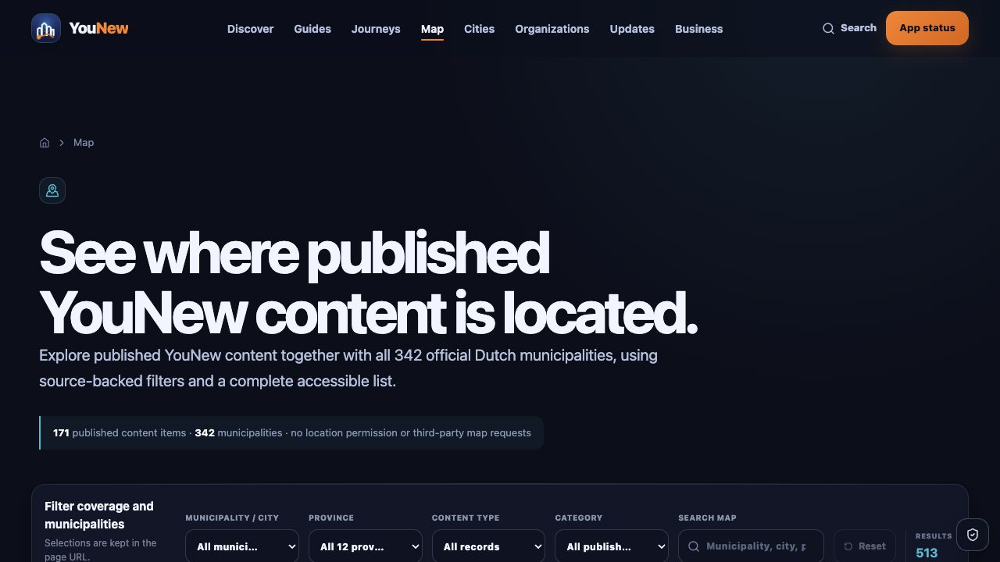 YouNew
Discover
Guides
Journeys
Map
Cities
Organizations
Updates
Business
Search
App status
Map
See where published
YouNew content is located.
Explore published YouNew content together with all 342 official Dutch municipalities, using
source-backed filters and a complete accessible list.
171 published content items · 342 municipalities · no location permission or third-party map requests
Filter coverage and
municipalities
Selections are kept in the
page URL.
MUNICIPALITY / CITY
All munici...
PROVINCE
All 12 prov...
CONTENT TYPE
All records
CATEGORY
All publish...
SEARCH MAP
Municipality, city, p
Reset
RESULTS
513